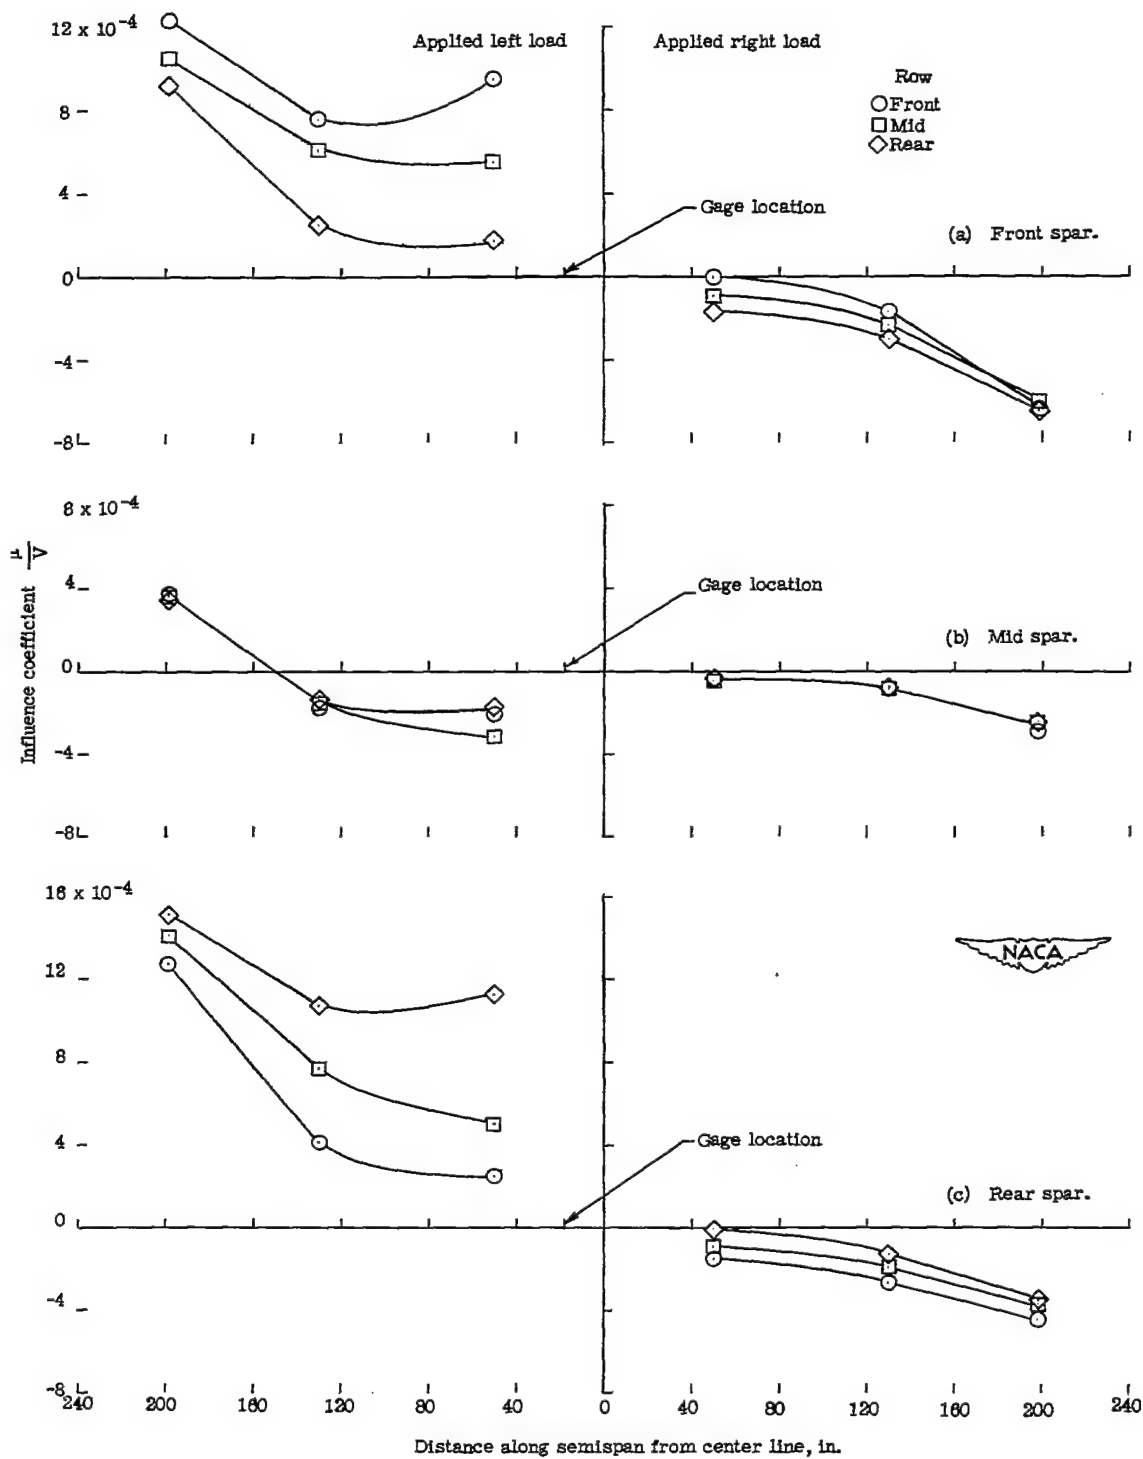 12 x 10-4
8
4
0
-4
-8
Applied left load
Applied right load
Row
Front
Mid
Rear
Gage location
(a) Front spar.
Influence coefficient μ/V
8 x 10-4
4
0
-4
-8
Gage location
(b) Mid spar.
16 x 10-4
12
8
4
0
-4
-8
NACA
Gage location
(c) Rear spar.
240 200 160 120 80 40 0 40 80 120 160 200 240
Distance along semispan from center line, in.